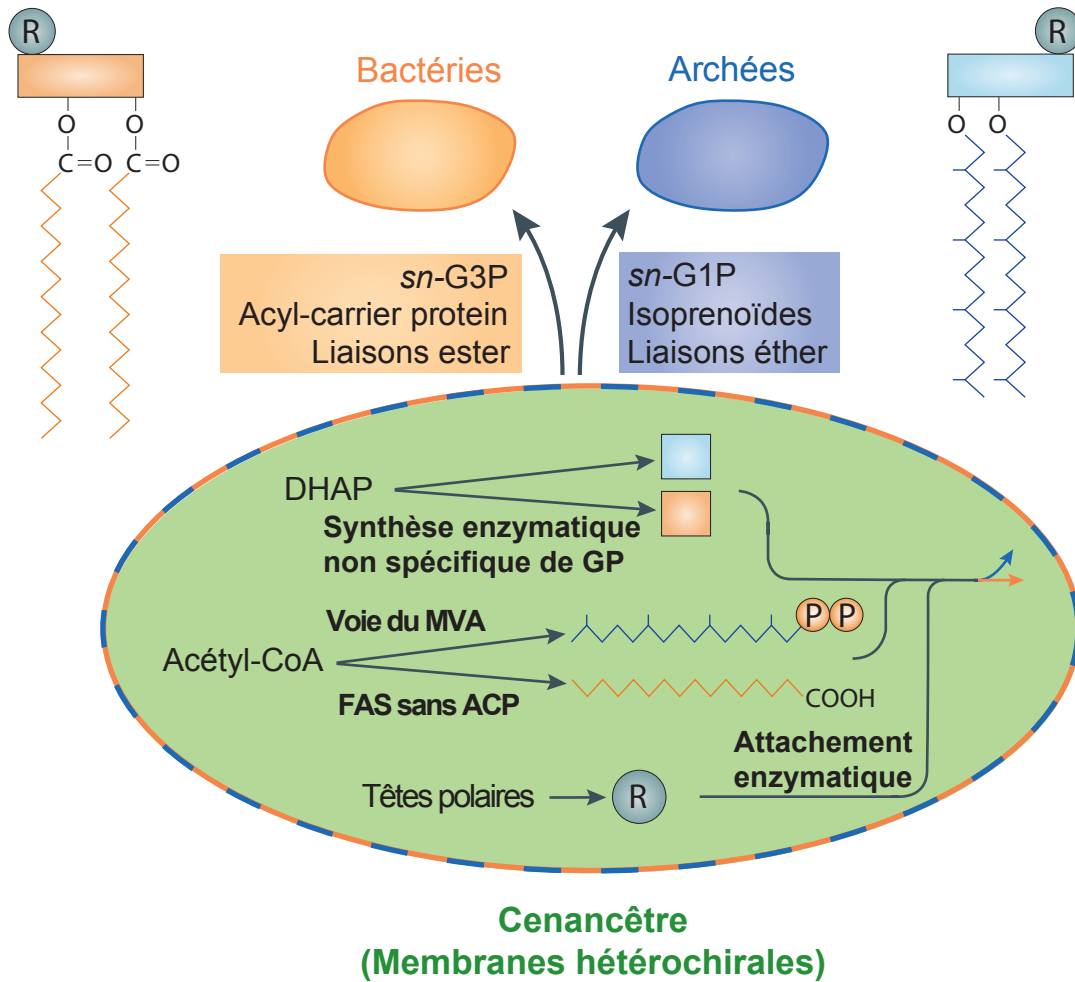 R
R
Bactéries
Archées
O O
C=O C=O
O O
sn-G3P
Acyl-carrier protein
Liaisons ester
sn-G1P
Isoprenoïdes
Liaisons éther
DHAP
Synthèse enzymatique
non spécifique de GP
Voie du MVA
P P
Acétyl-CoA
FAS sans ACP
COOH
Attachement
enzymatique
Têtes polaires
R
Cenancêtre
(Membranes hétérochirales)